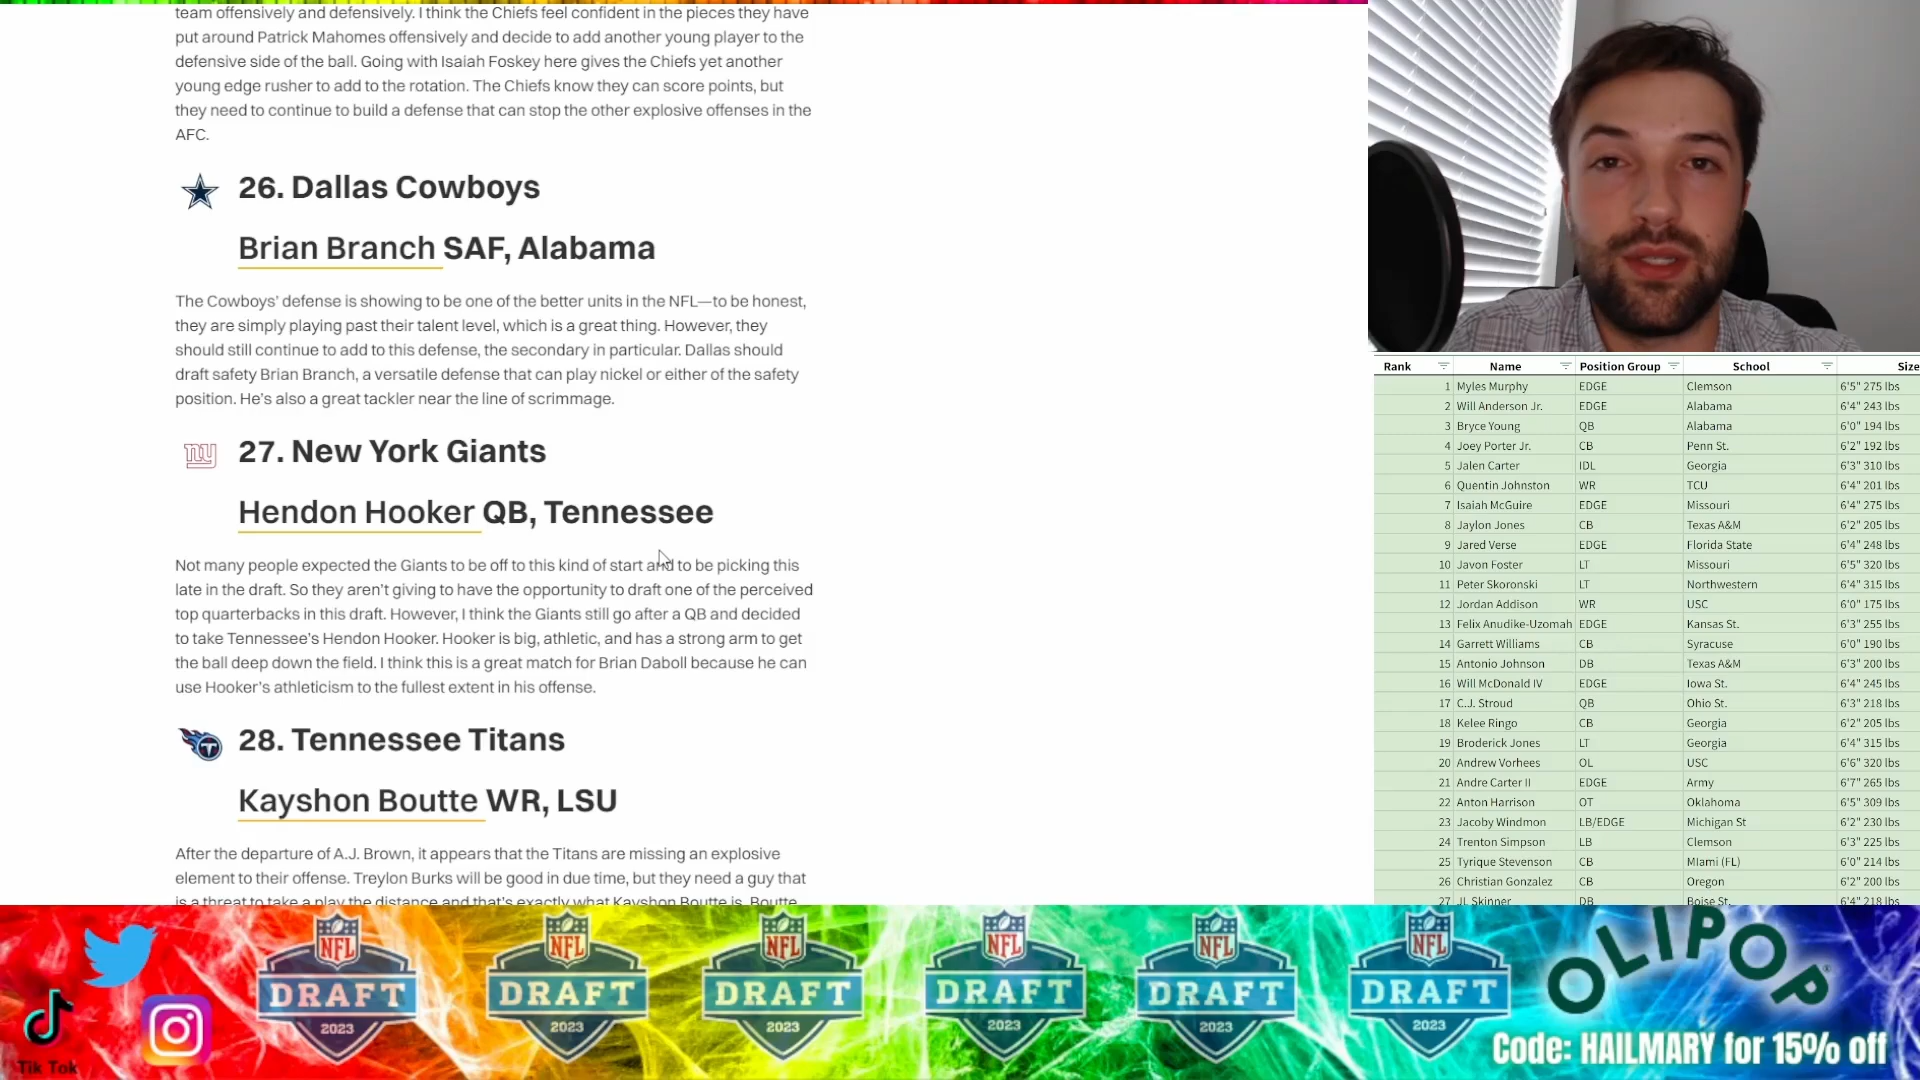 team offensively and defensively. I think the Chiefs feel confident in the pieces they have
put around Patrick Mahomes offensively and decide to add another young player to the
defensive side of the ball. Going with Isaiah Foskey here gives the Chiefs yet another
young edge rusher to add to the rotation. The Chiefs know they can score points, but
they need to continue to build a defense that can stop the other explosive offenses in the
AFC.
26. Dallas Cowboys
Brian Branch SAF, Alabama
The Cowboys' defense is showing to be one of the better units in the NFL—to be honest,
they are simply playing past their talent level, which is a great thing. However, they
should still continue to add to this defense, the secondary in particular. Dallas should
draft safety Brian Branch, a versatile defense that can play nickel or either of the safety
position. He's also a great tackler near the line of scrimmage.
ny
27. New York Giants
Hendon Hooker QB, Tennessee
Not many people expected the Giants to be off to this kind of start and to be picking this
late in the draft. So they aren't giving to have the opportunity to draft one of the perceived
top quarterbacks in this draft. However, I think the Giants still go after a QB and decided
to take Tennessee's Hendon Hooker. Hooker is big, athletic, and has a strong arm to get
the ball deep down the field. I think this is a great match for Brian Daboll because he can
use Hooker's athleticism to the fullest extent in his offense.
T
28. Tennessee Titans
Kayshon Boutte WR, LSU
After the departure of A.J. Brown, it appears that the Titans are missing an explosive
element to their offense. Treylon Burks will be good in due time, but they need a guy that
is a threat to take a play the distance and that's exactly what Kayshon Boutte is. Boutte
Rank Name Position Group School Size
1 Myles Murphy EDGE Clemson 6'5" 275 lbs
2 Will Anderson Jr. EDGE Alabama 6'4" 243 lbs
3 Bryce Young QB Alabama 6'0" 194 lbs
4 Joey Porter Jr. CB Penn St. 6'2" 192 lbs
5 Jalen Carter IDL Georgia 6'3" 310 lbs
6 Quentin Johnston WR TCU 6'4" 201 lbs
7 Isaiah McGuire EDGE Missouri 6'4" 275 lbs
8 Jaylon Jones CB Texas A&M 6'2" 205 lbs
9 Jared Verse EDGE Florida State 6'4" 248 lbs
10 Javon Foster LT Missouri 6'5" 320 lbs
11 Peter Skoronski LT Northwestern 6'4" 315 lbs
12 Jordan Addison WR USC 6'0" 175 lbs
13 Felix Anudike-Uzomah EDGE Kansas St. 6'3" 255 lbs
14 Garrett Williams CB Syracuse 6'0" 190 lbs
15 Antonio Johnson DB Texas A&M 6'3" 200 lbs
16 Will McDonald IV EDGE Iowa St. 6'4" 245 lbs
17 C.J. Stroud QB Ohio St. 6'3" 218 lbs
18 Kelee Ringo CB Georgia 6'2" 205 lbs
19 Broderick Jones LT Georgia 6'4" 315 lbs
20 Andrew Vorhees OL USC 6'6" 320 lbs
21 Andre Carter II EDGE Army 6'7" 265 lbs
22 Anton Harrison OT Oklahoma 6'5" 309 lbs
23 Jacoby Windmon LB/EDGE Michigan St 6'2" 230 lbs
24 Trenton Simpson LB Clemson 6'3" 225 lbs
25 Tyrique Stevenson CB MIami (FL) 6'0" 214 lbs
26 Christian Gonzalez CB Oregon 6'2" 200 lbs
27 JL Skinner DB Boise St. 6'4" 218 lbs
Tik Tok
NFL DRAFT 2023
NFL DRAFT 2023
NFL DRAFT 2023
NFL DRAFT 2023
NFL DRAFT 2023
NFL DRAFT 2023
OLIPOP®
Code: HAILMARY for 15% off